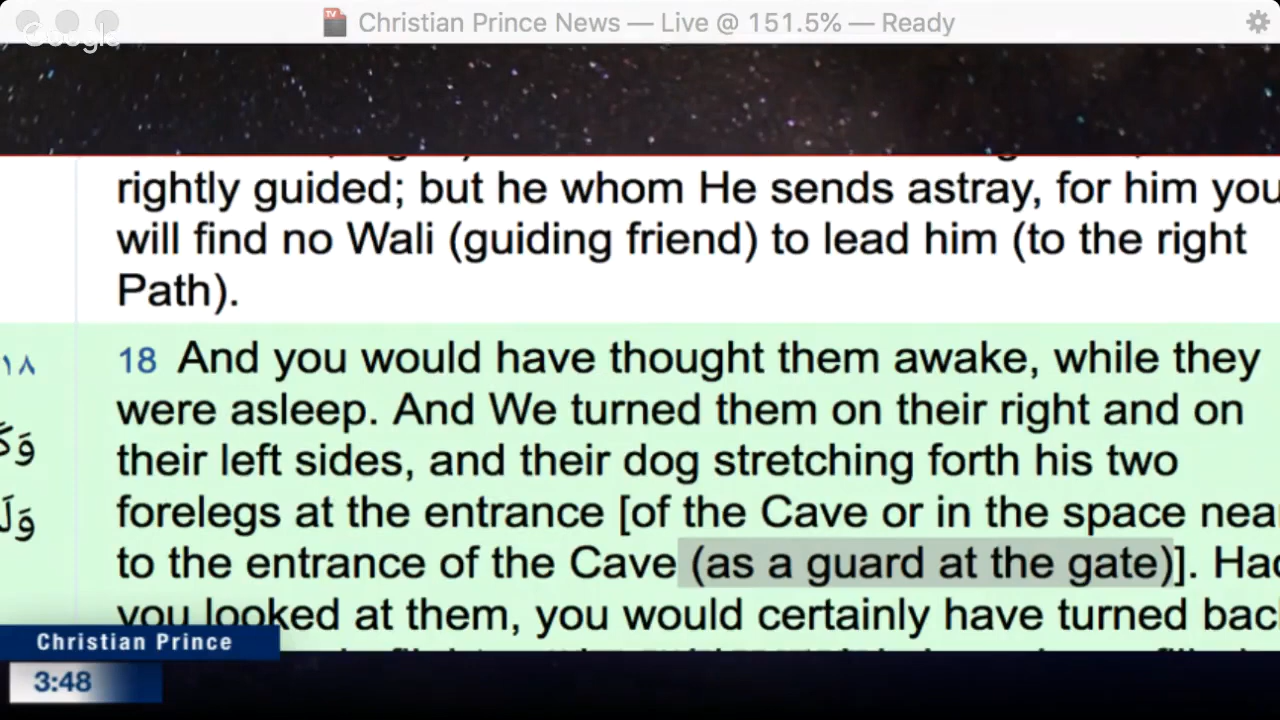 Christian Prince News — Live @ 151.5% — Ready
Google
rightly guided; but he whom He sends astray, for him you
will find no Wali (guiding friend) to lead him (to the right
Path).
١٨ 18 And you would have thought them awake, while they
were asleep. And We turned them on their right and on
their left sides, and their dog stretching forth his two
forelegs at the entrance [of the Cave or in the space
to the entrance of the Cave (as a guard at the gate)].
you looked at them, you would certainly have turned
Christian Prince
3:48